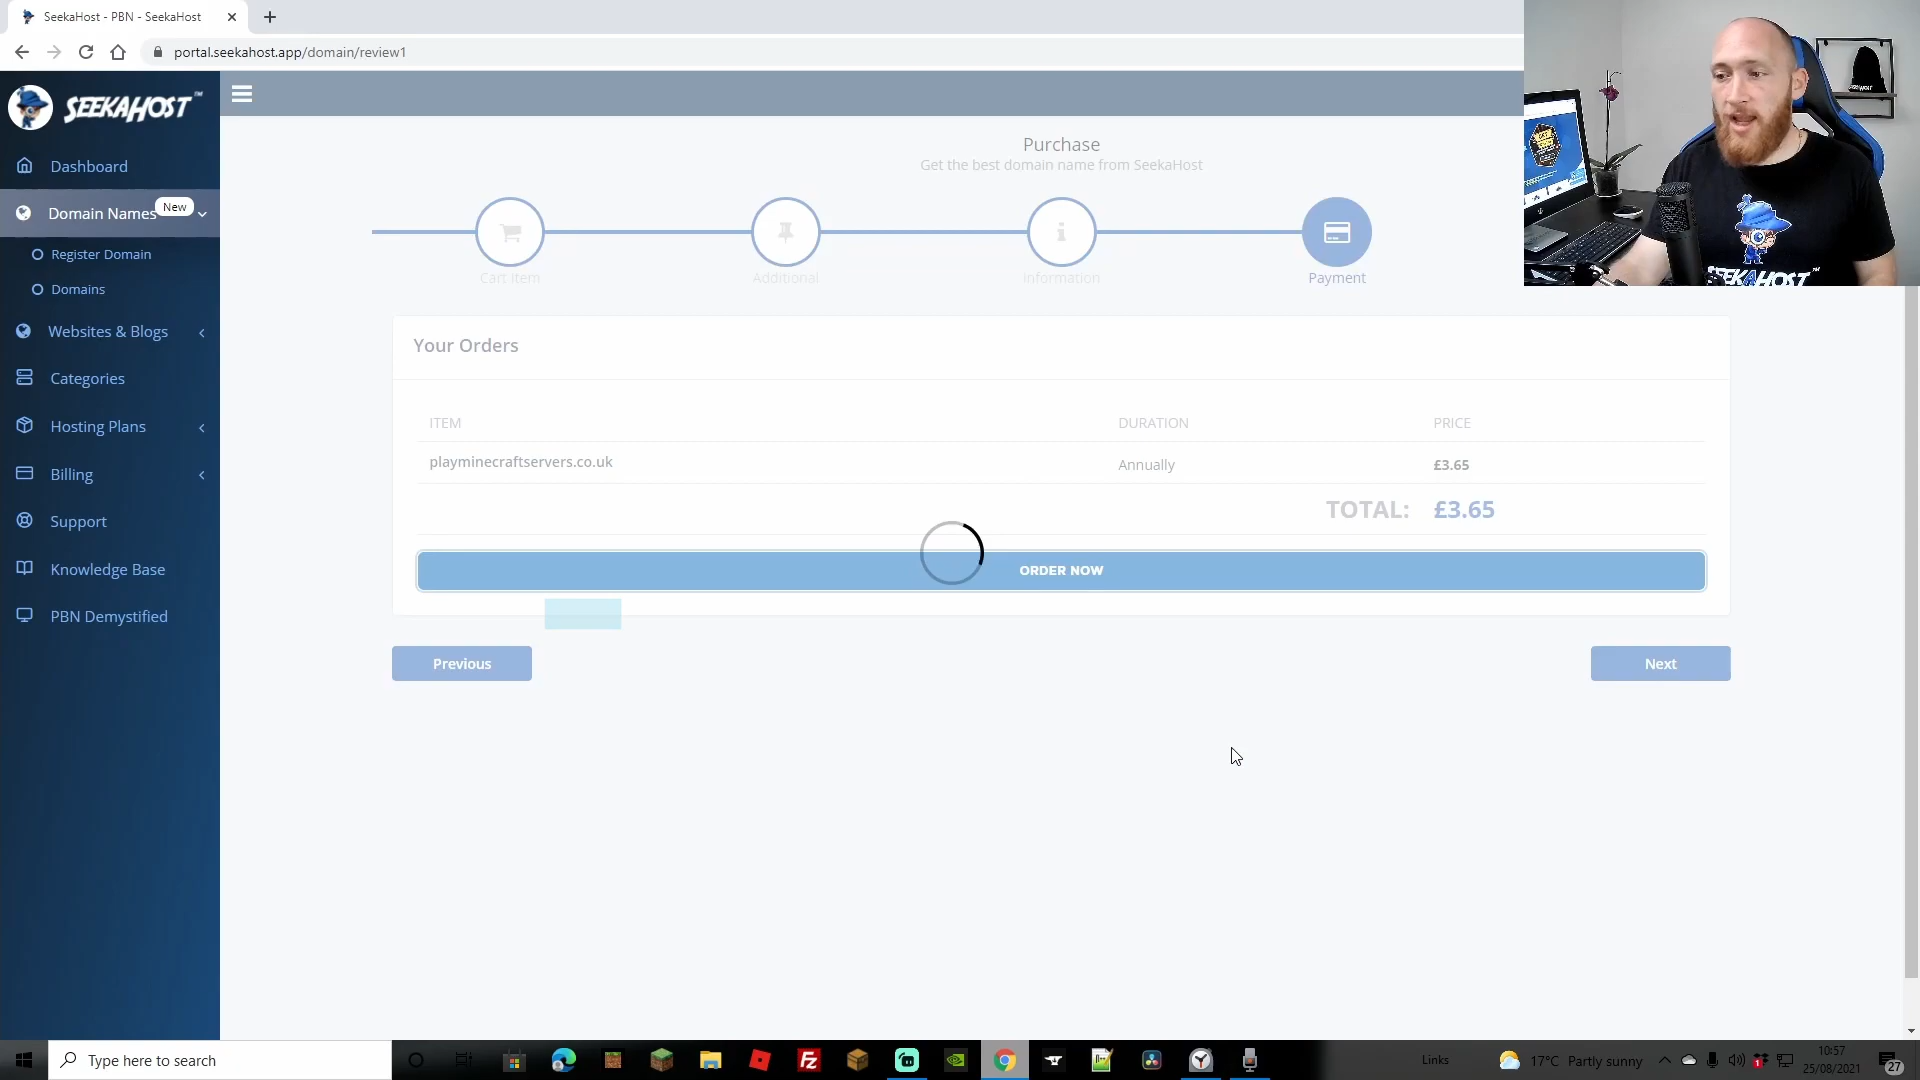 SeekaHost - PBN - SeekaHost
portal.seekahost.app/domain/review1
SEEKAHOST™
Dashboard
Domain Names
New
Register Domain
Domains
Websites & Blogs
Categories
Hosting Plans
Billing
Support
Knowledge Base
PBN Demystified
Purchase
Get the best domain name from SeekaHost
Cart Item
Additional
Information
Payment
Your Orders
ITEM
DURATION
PRICE
playminecraftservers.co.uk
Annually
£3.65
TOTAL:
£3.65
ORDER NOW
Previous
Next
SEEKAHOST™
Type here to search
Links
17°C Partly sunny
10:57
25/08/2021
27